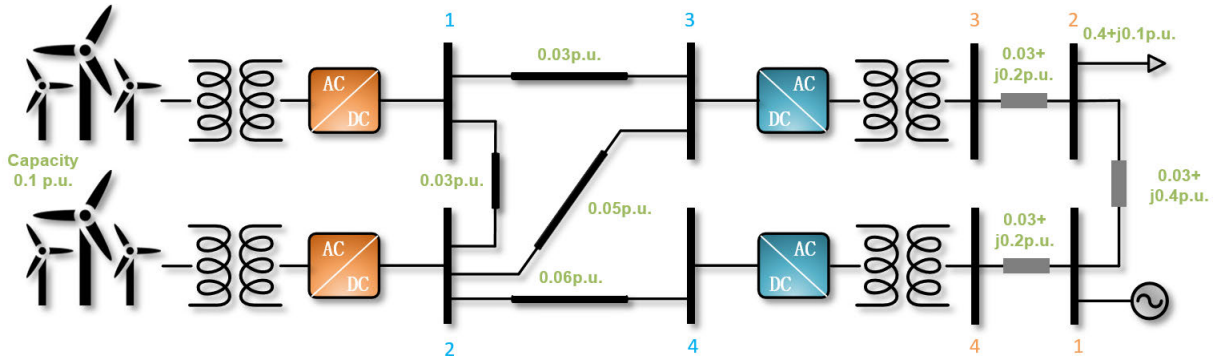 1
3
3
2
0.03p.u.
0.03+
j0.2p.u.
0.4+j0.1p.u.
AC
DC
AC
DC
Capacity
0.1 p.u.
0.03p.u.
0.05p.u.
0.03+
j0.4p.u.
AC
DC
0.06p.u.
AC
DC
0.03+
j0.2p.u.
2
4
4
1